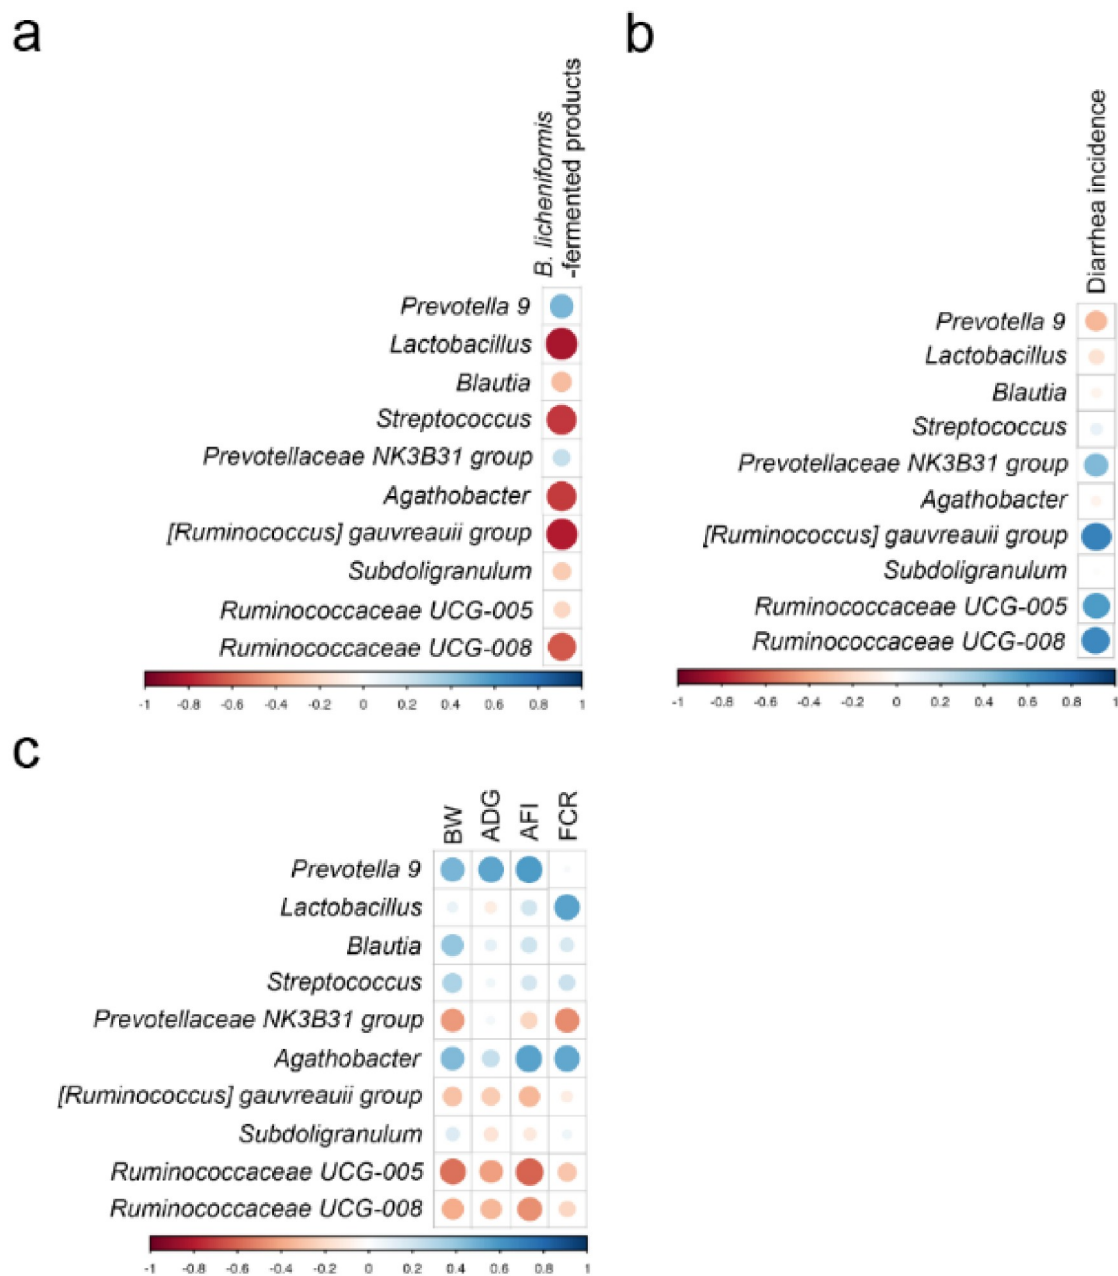 a
B. licheniformis
-fermented products
Prevotella 9
Lactobacillus
Blautia
Streptococcus
Prevotellaceae NK3B31 group
Agathobacter
[Ruminococcus] gauvreauii group
Subdoligranulum
Ruminococcaceae UCG-005
Ruminococcaceae UCG-008
-1 -0.8 -0.6 -0.4 -0.2 0 0.2 0.4 0.6 0.8 1
b
Diarrhea incidence
Prevotella 9
Lactobacillus
Blautia
Streptococcus
Prevotellaceae NK3B31 group
Agathobacter
[Ruminococcus] gauvreauii group
Subdoligranulum
Ruminococcaceae UCG-005
Ruminococcaceae UCG-008
-1 -0.8 -0.6 -0.4 -0.2 0 0.2 0.4 0.6 0.8 1
c
BW ADG AFI FCR
Prevotella 9
Lactobacillus
Blautia
Streptococcus
Prevotellaceae NK3B31 group
Agathobacter
[Ruminococcus] gauvreauii group
Subdoligranulum
Ruminococcaceae UCG-005
Ruminococcaceae UCG-008
-1 -0.8 -0.6 -0.4 -0.2 0 0.2 0.4 0.6 0.8 1